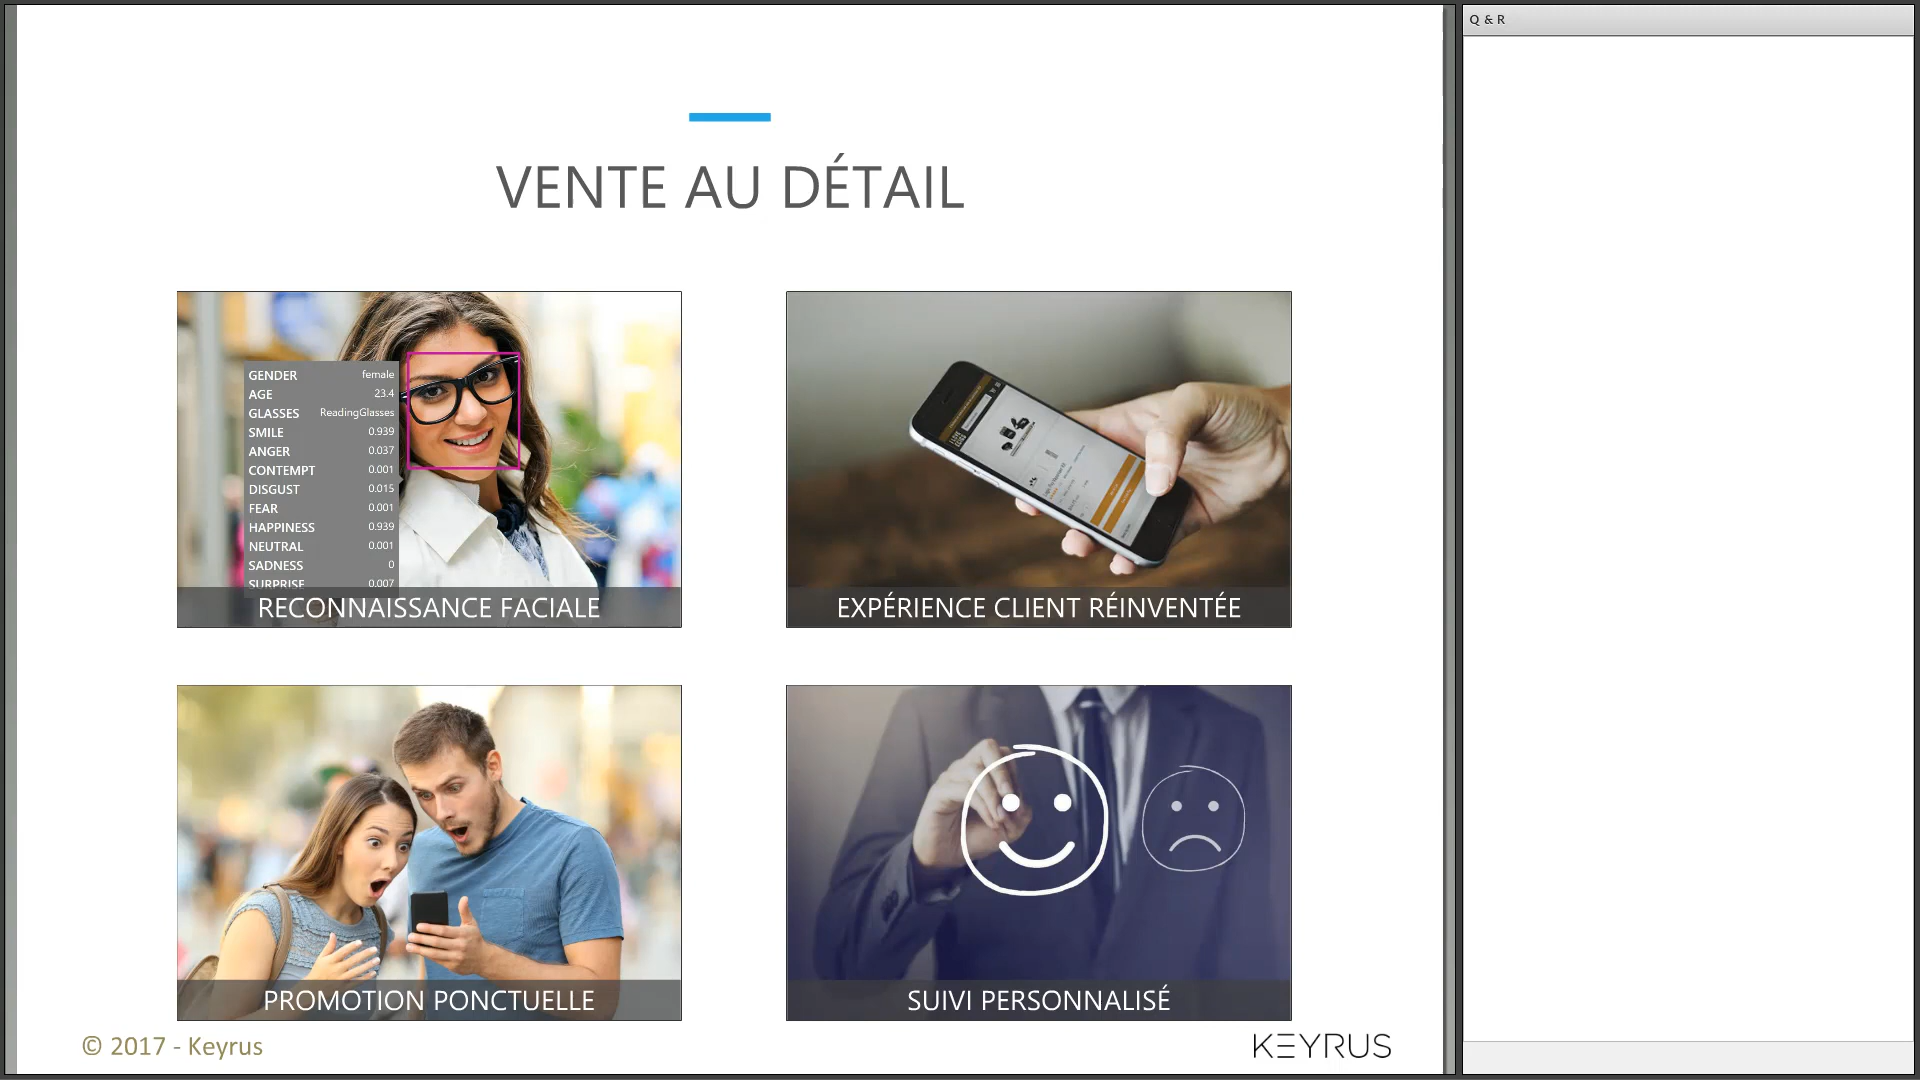 Q & R
VENTE AU DÉTAIL
GENDER female
AGE 23.4
GLASSES ReadingGlasses
SMILE 0.939
ANGER 0.037
CONTEMPT 0.001
DISGUST 0.015
FEAR 0.001
HAPPINESS 0.939
NEUTRAL 0.001
SADNESS 0
SURPRISE 0.007
RECONNAISSANCE FACIALE
EXPÉRIENCE CLIENT RÉINVENTÉE
PROMOTION PONCTUELLE
SUIVI PERSONNALISÉ
© 2017 - Keyrus
KEYRUS